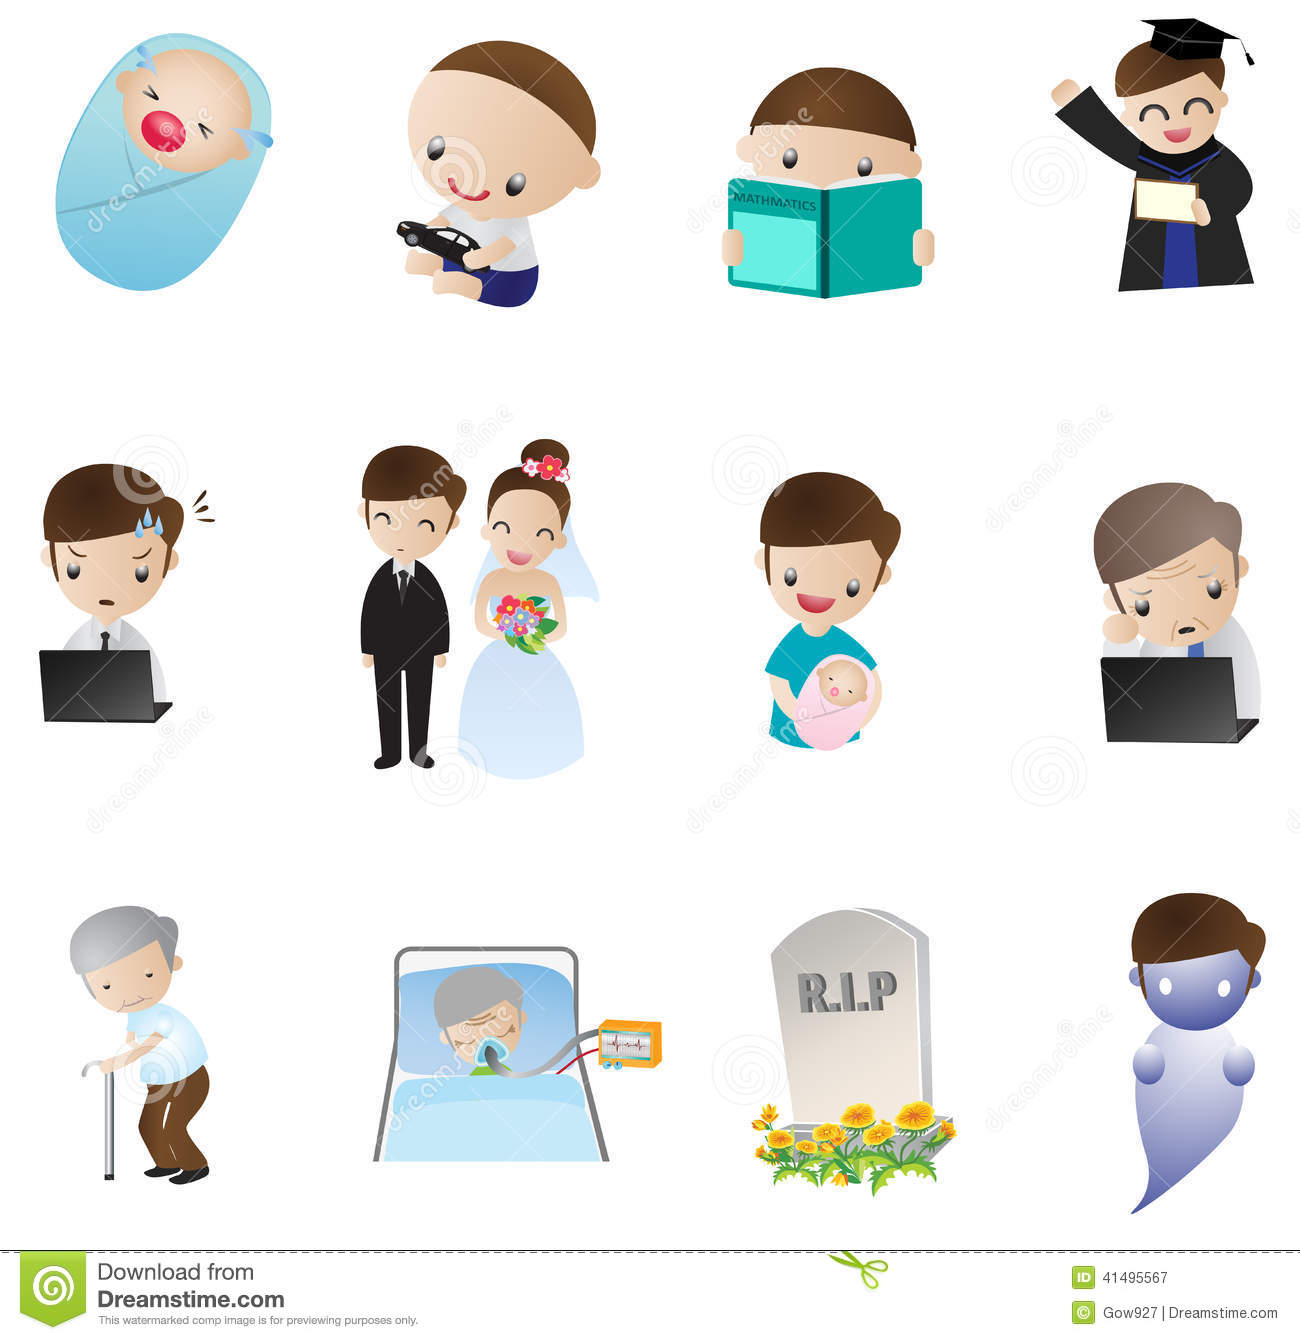 MATHMATICS
R.I.P
Download from
Dreamstime.com
This watermarked comp image is for previewing purposes only.
ID 41495567
© Gow927 | Dreamstime.com
dreamstime